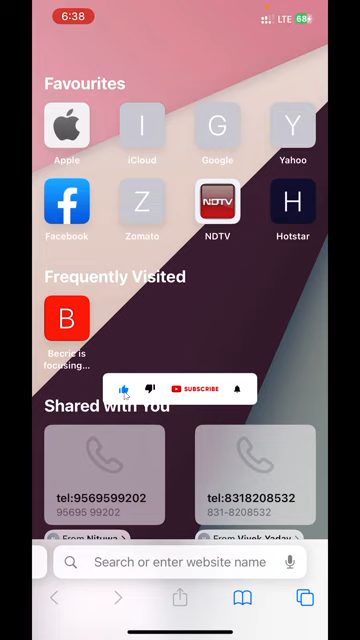 6:38
LTE 68
Favourites
I G Y
Apple iCloud Google Yahoo
Z NDTV H
Facebook Zomato NDTV Hotstar
Frequently Visited
B
Becric is
focusing...
SUBSCRIBE
Shared with You
tel:9569599202 tel:8318208532
95695 99202 831-8208532
From Nituwa From Vivek Yadav
Search or enter website name